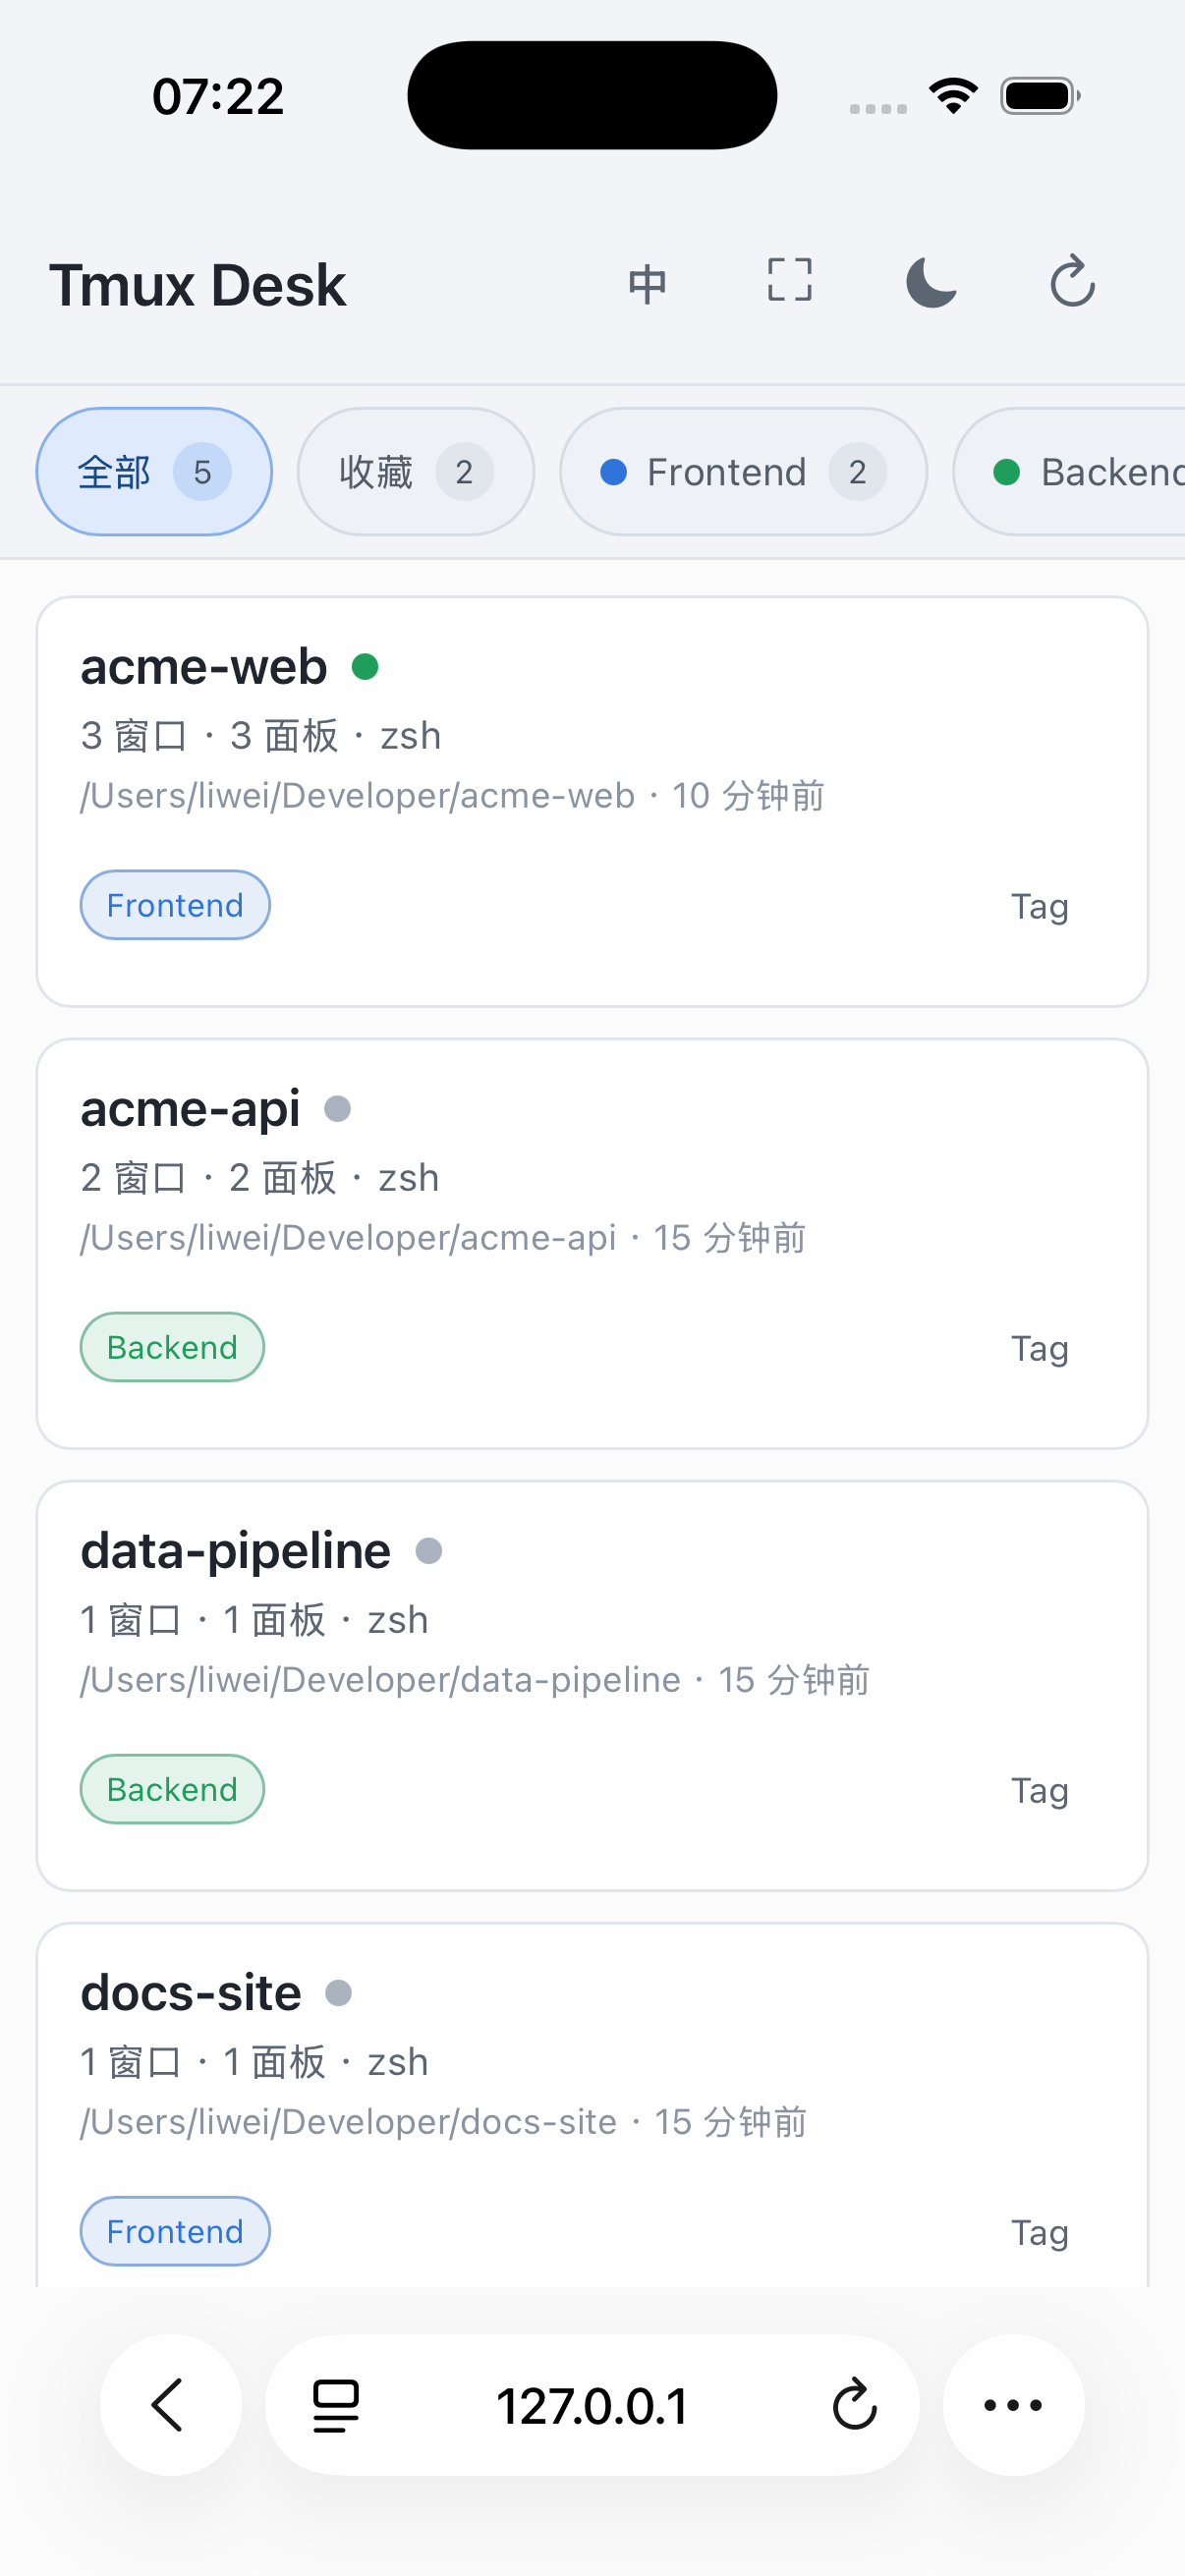 07:22
Tmux Desk 中
全部 5 收藏 2 Frontend 2 Backend
acme-web
3 窗口 · 3 面板 · zsh
/Users/liwei/Developer/acme-web · 10 分钟前
Frontend Tag
acme-api
2 窗口 · 2 面板 · zsh
/Users/liwei/Developer/acme-api · 15 分钟前
Backend Tag
data-pipeline
1 窗口 · 1 面板 · zsh
/Users/liwei/Developer/data-pipeline · 15 分钟前
Backend Tag
docs-site
1 窗口 · 1 面板 · zsh
/Users/liwei/Developer/docs-site · 15 分钟前
Frontend Tag
127.0.0.1